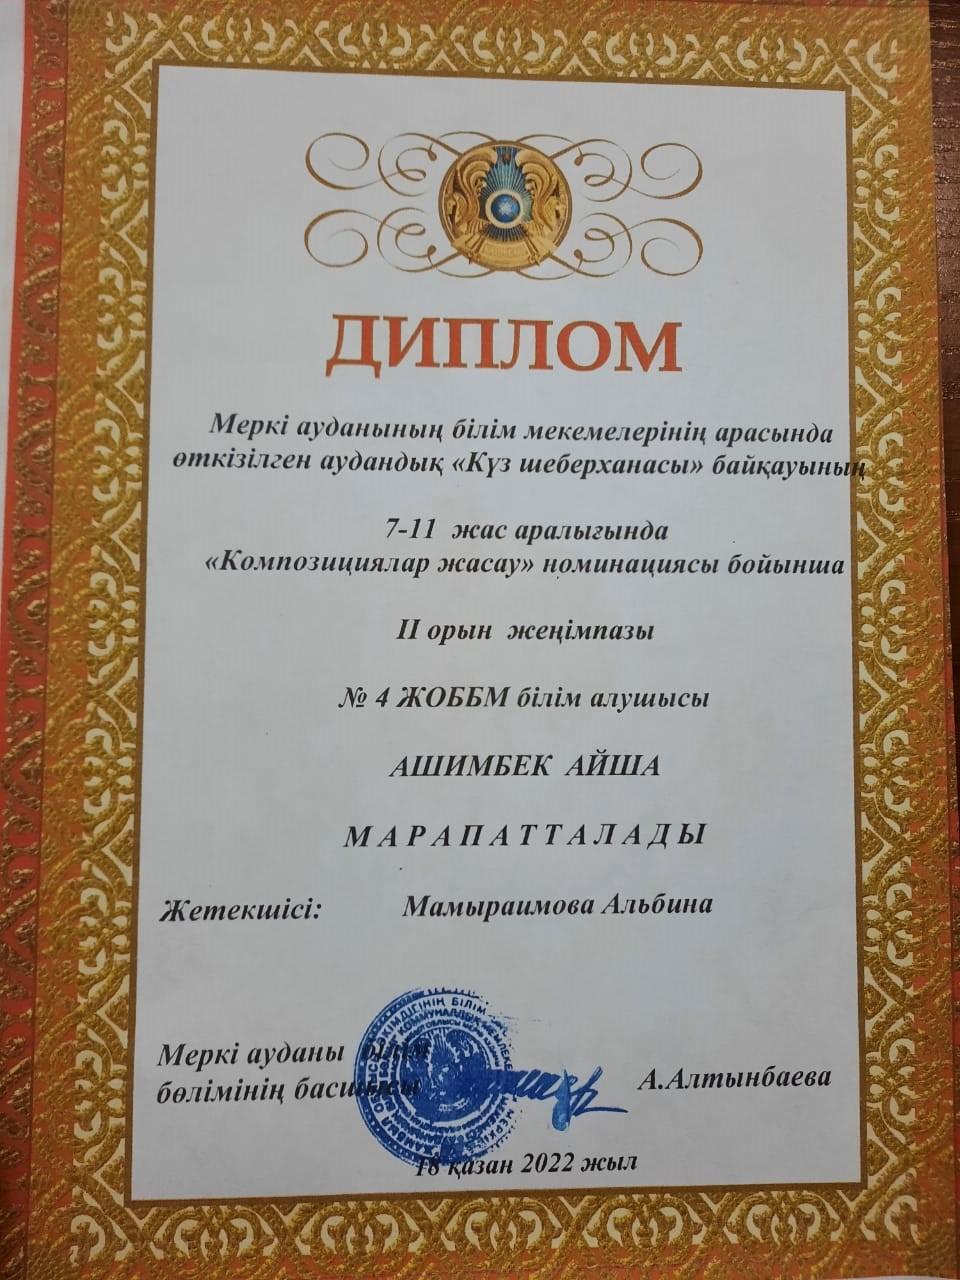 ДИПЛОМ
Меркі ауданының білім мекемелерінің арасында
өткізілген аудандық «Күз шеберханасы» байқауының
7-11 жас аралығында
«Композициялар жасау» номинациясы бойынша
ІІ орын жеңімпазы
№ 4 ЖОББМ білім алушысы
АШИМБЕК АЙША
М А Р А П А Т Т А Л А Д Ы
Жетекшісі: Мамыраимова Альбина
Меркі ауданы білім
бөлімінің басшысы А.Алтынбаева
18 қазан 2022 жыл